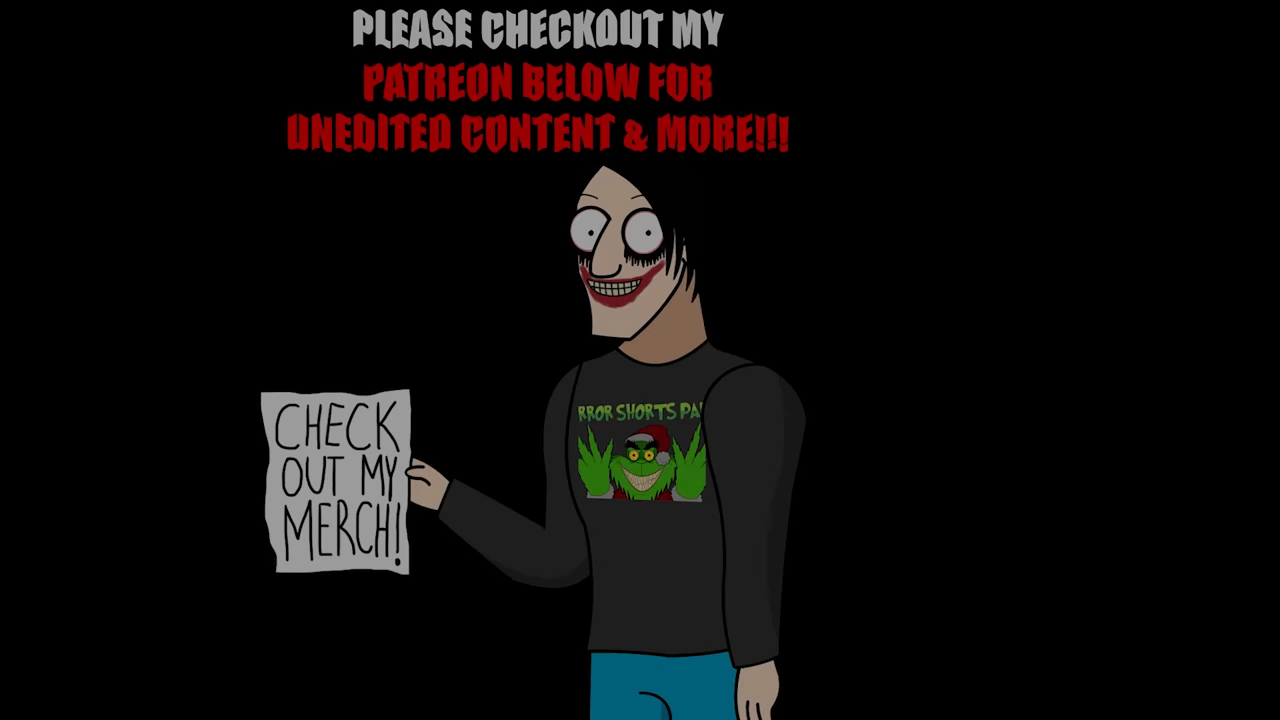 PLEASE CHECKOUT MY
PATREON BELOW FOR
UNEDITED CONTENT & MORE!!!
RROR SHORTS PA
CHECK
OUT MY
MERCH!